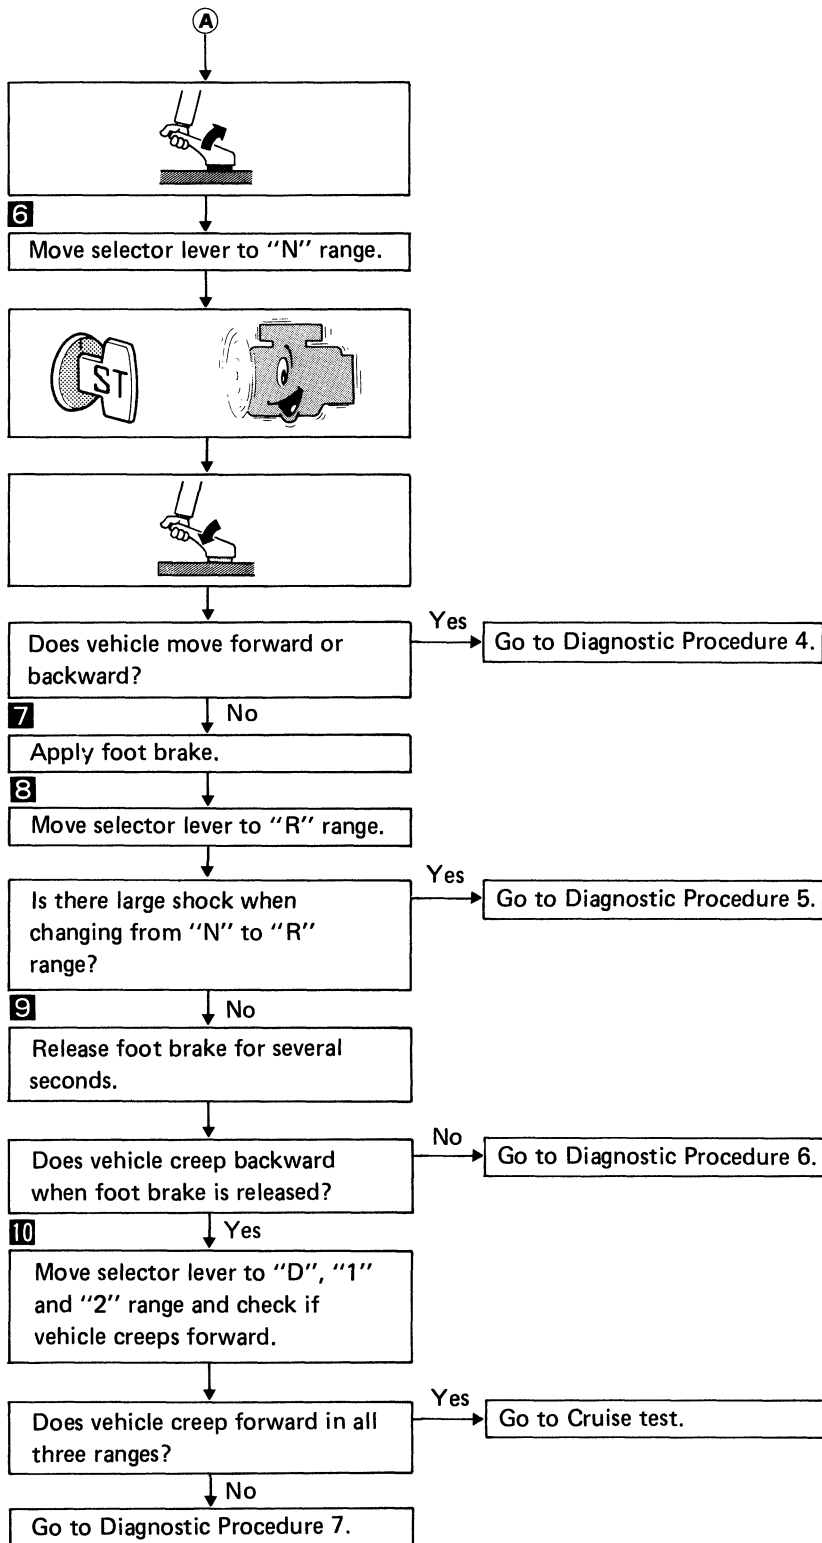 A
6
Move selector lever to “N” range.
ST
Does vehicle move forward or
backward?
Yes
Go to Diagnostic Procedure 4.
7
No
Apply foot brake.
8
Move selector lever to “R” range.
Is there large shock when
changing from “N” to “R”
range?
Yes
Go to Diagnostic Procedure 5.
9
No
Release foot brake for several
seconds.
Does vehicle creep backward
when foot brake is released?
No
Go to Diagnostic Procedure 6.
10
Yes
Move selector lever to “D”, “1”
and “2” range and check if
vehicle creeps forward.
Does vehicle creep forward in all
three ranges?
Yes
Go to Cruise test.
No
Go to Diagnostic Procedure 7.